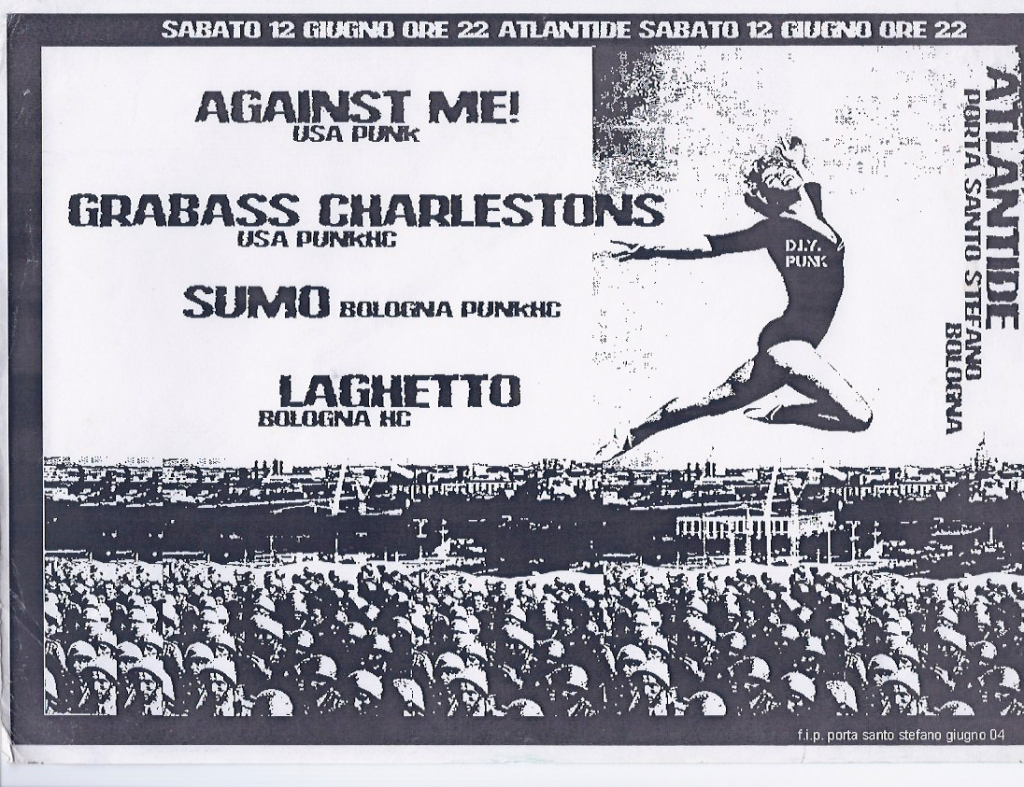 SABATO 12 GIUGNO ORE 22 ATLANTIDE SABATO 12 GIUGNO ORE 22
AGAINST ME!
USA PUNK
GRABASS CHARLESTONS
USA PUNKHC
SUMO BOLOGNA PUNKHC
LAGHETTO
BOLOGNA HC
D.I.Y.
PUNK
ATLANTIDE
PORTA SANTO STEFANO
BOLOGNA
f.i.p. porta santo stefano giugno 04